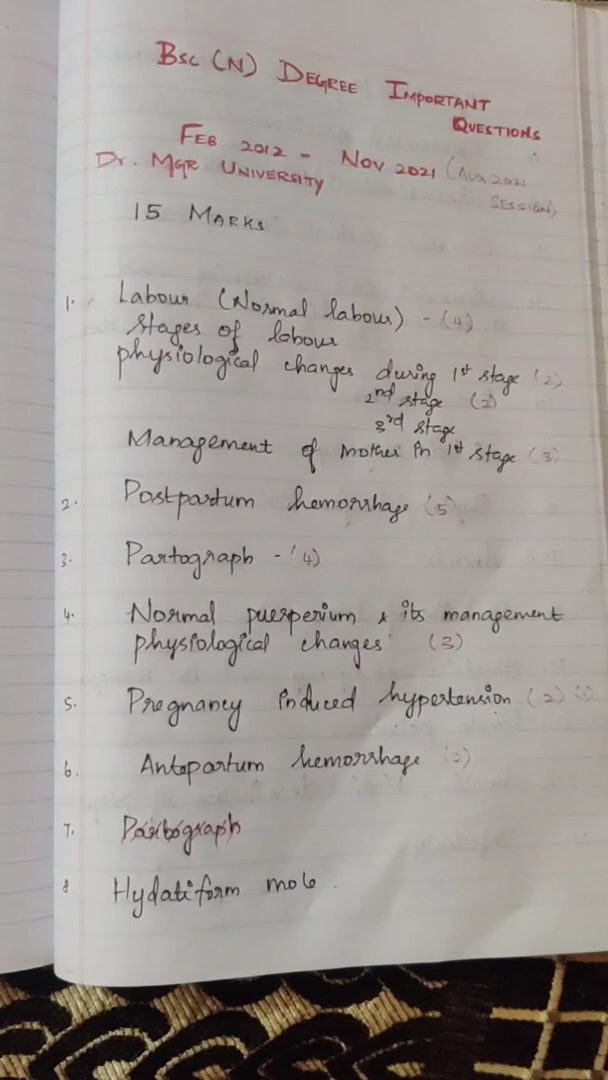 BSC (N) DEGREE IMPORTANT
QUESTIONS
FEB 2012 - NOV 2021 (AUG 2021
SESSION)
Dr. MGR UNIVERSITY
15 MARKS
1. Labour (Normal labour) - (4)
Stages of labour
physiological changes during 1st stage (2)
2nd stage (2)
3rd stage
Management of mother in 1st stage (3)
2. Postpartum hemorrhage (5)
3. Partograph - (4)
4. Normal puerperium & its management
physiological changes (3)
5. Pregnancy induced hypertension (2) (1)
6. Antepartum hemorrhage (2)
7. Partograph
8 Hydatiform mole